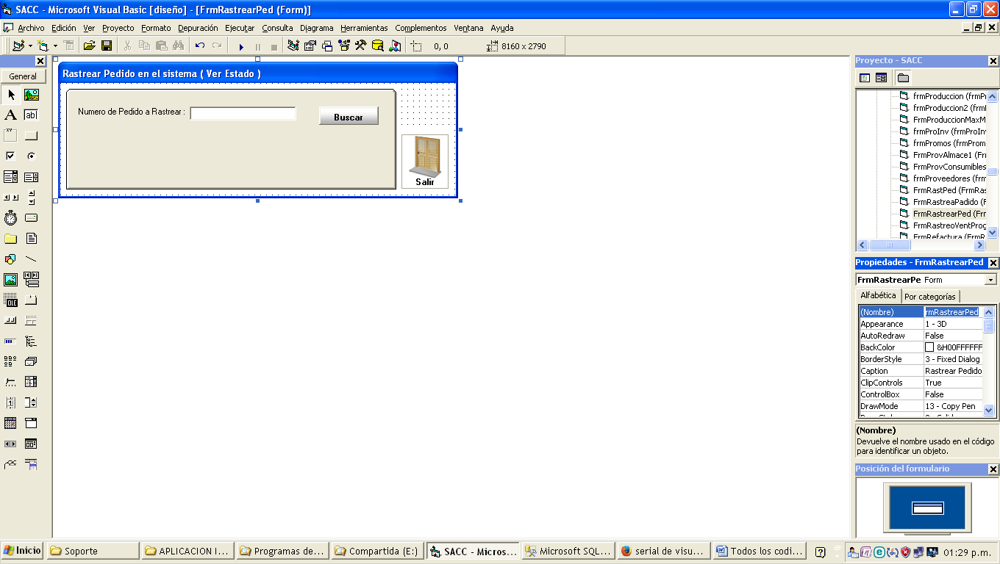 SACC - Microsoft Visual Basic [diseño] - [FrmRastrearPed (Form)]
Archivo Edición Ver Proyecto Formato Depuración Ejecutar Consulta Diagrama Herramientas Complementos Ventana Ayuda
0, 0 8160 x 2790
General
A ab|
xy
OLE
Rastrear Pedido en el sistema ( Ver Estado )
Numero de Pedido a Rastrear :
Buscar
Salir
Proyecto - SACC
frmProduccion (frmPr
frmProduccion2 (frm
FrmProduccionMaxM
frmProInv (frmProIn
frmPromos (frmProm
FrmProvAlmace1 (Fr
FrmProvConsumibles
frmProveedores (frm
FrmRastPed (FrmRas
FrmRastreaPadido (F
FrmRastrearPed (Frr
FrmRastreoVentProg
FrmRefactura (FrmR
Propiedades - FrmRastrearPed
FrmRastrearPe Form
Alfabética Por categorías
(Nombre) rmRastrearPed
Appearance 1 - 3D
AutoRedraw False
BackColor &H00FFFFFF
BorderStyle 3 - Fixed Dialog
Caption Rastrear Pedido
ClipControls True
ControlBox False
DrawMode 13 - Copy Pen
(Nombre)
Devuelve el nombre usado en el código
para identificar un objeto.
Posición del formulario
Inicio Soporte APLICACION I... Programas de... Compartida (E:) SACC - Micros... Microsoft SQL... serial de visu... Todos los codi... 01:29 p.m.